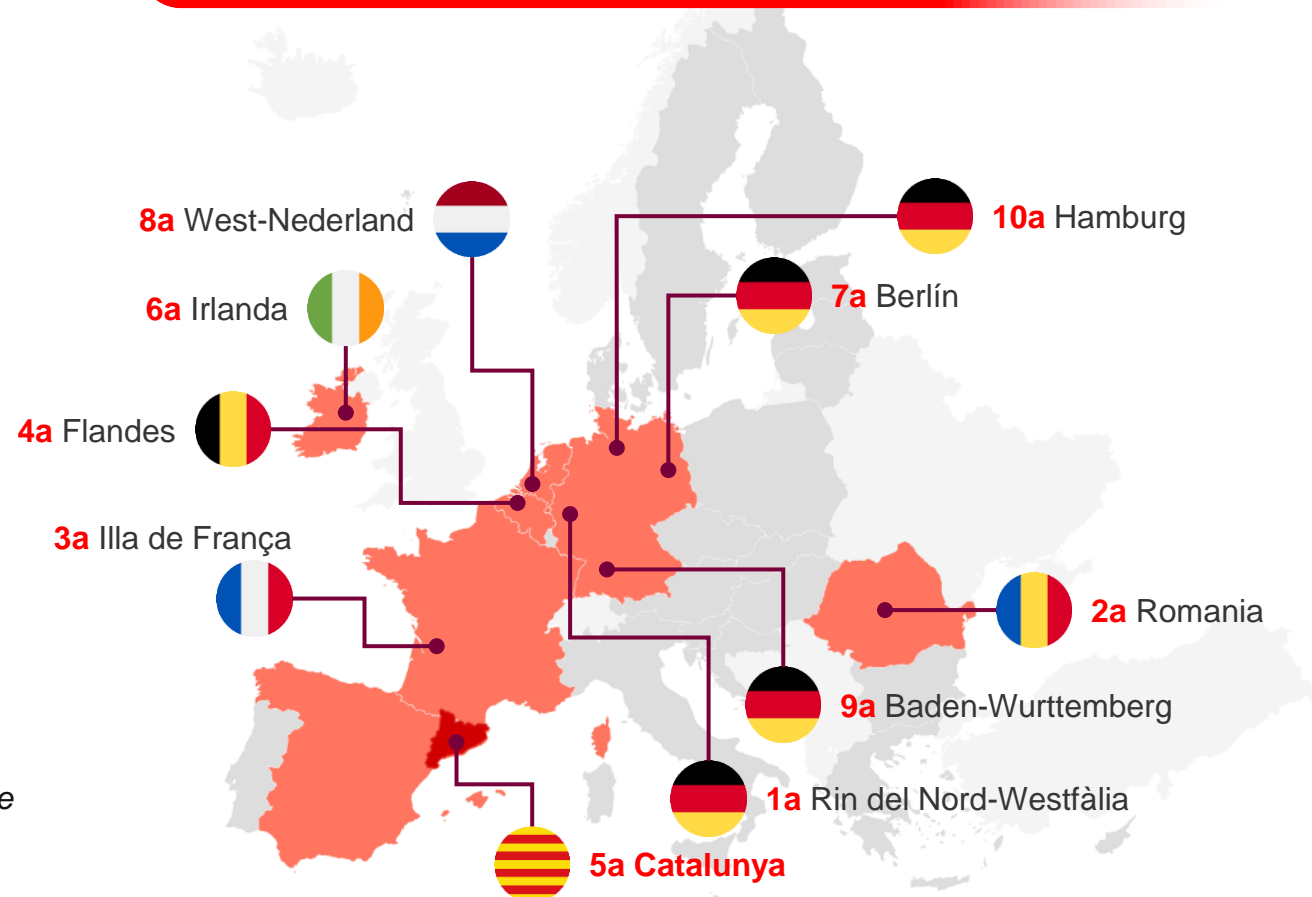 8a West-Nederland
10a Hamburg
6a Irlanda
7a Berlín
4a Flandes
3a Illa de França
2a Romania
9a Baden-Wurttemberg
e
1a Rin del Nord-Westfàlia
5a Catalunya